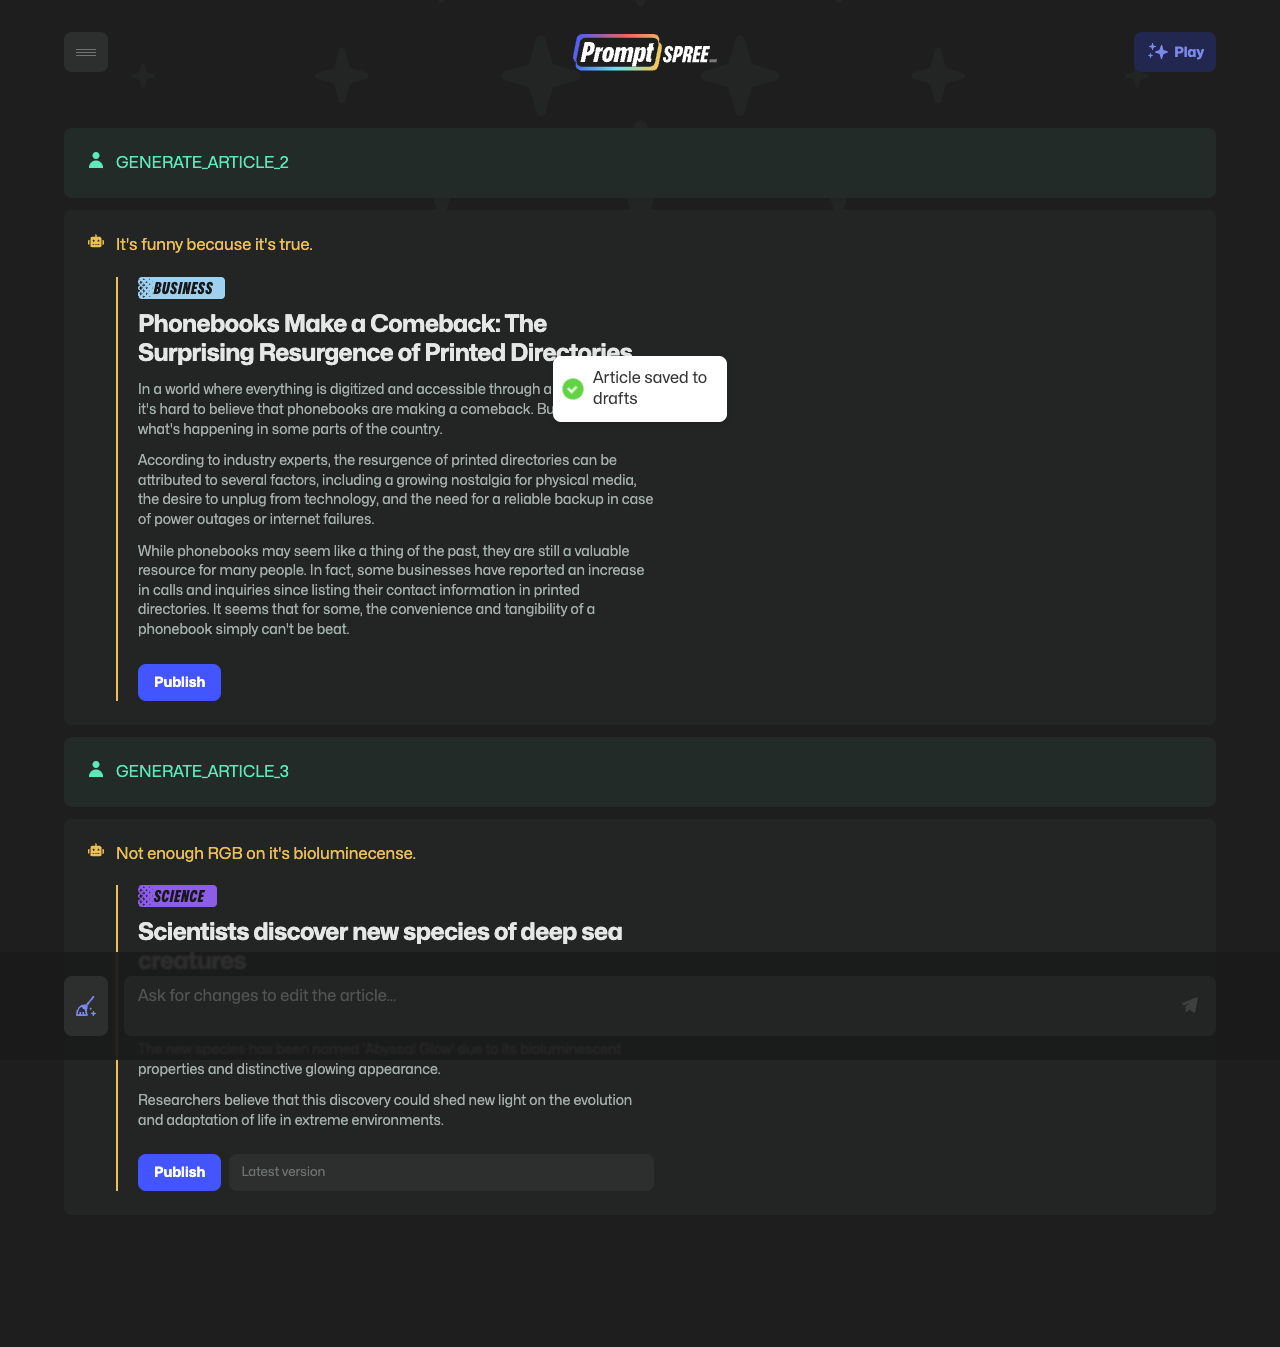 Prompt SPREE
Play
GENERATE_ARTICLE_2
It's funny because it's true.
BUSINESS
Phonebooks Make a Comeback: The
Surprising Resurgence of Printed Directories
Article saved to
drafts
In a world where everything is digitized and accessible through a
it's hard to believe that phonebooks are making a comeback. Bu
what's happening in some parts of the country.
According to industry experts, the resurgence of printed directories can be
attributed to several factors, including a growing nostalgia for physical media,
the desire to unplug from technology, and the need for a reliable backup in case
of power outages or internet failures.
While phonebooks may seem like a thing of the past, they are still a valuable
resource for many people. In fact, some businesses have reported an increase
in calls and inquiries since listing their contact information in printed
directories. It seems that for some, the convenience and tangibility of a
phonebook simply can't be beat.
Publish
GENERATE_ARTICLE_3
Not enough RGB on it's bioluminecense.
SCIENCE
Scientists discover new species of deep sea
creatures
Ask for changes to edit the article...
The new species has been named 'Abyssal Glow' due to its bioluminescent
properties and distinctive glowing appearance.
Researchers believe that this discovery could shed new light on the evolution
and adaptation of life in extreme environments.
Publish
Latest version